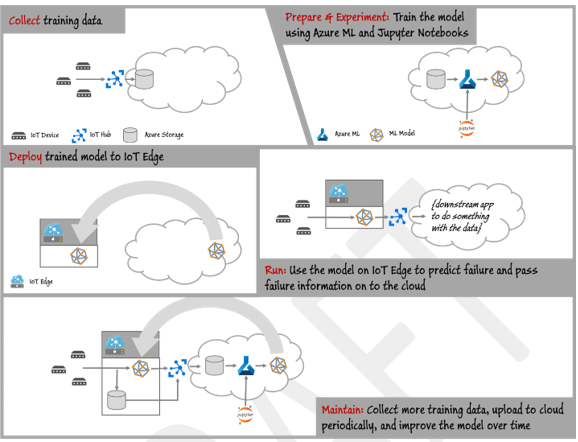 Collect training data
IoT Device
IoT Hub
Azure Storage
Prepare & Experiment: Train the model
using Azure ML and Jupyter Notebooks
jupyter
Azure ML
ML Model
Deploy trained model to IoT Edge
IoT Edge
{downstream app
to do something
with the data}
Run: Use the model on IoT Edge to predict failure and pass
failure information on to the cloud
jupyter
Maintain: Collect more training data, upload to cloud
periodically, and improve the model over time
DRAFT